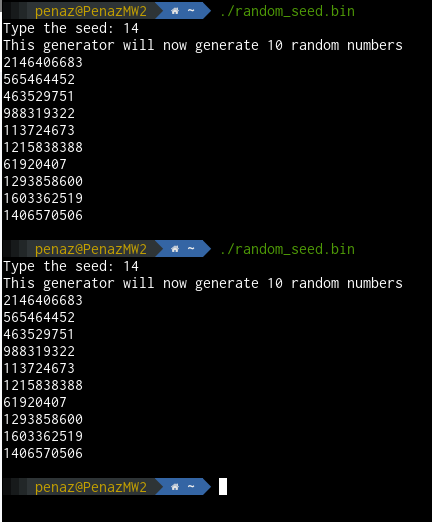 penaz@PenazMW2 ~ ./random_seed.bin
Type the seed: 14
This generator will now generate 10 random numbers
2146406683
565464452
463529751
988319322
113724673
1215838388
61920407
1293858600
1603362519
1406570506
penaz@PenazMW2 ~ ./random_seed.bin
Type the seed: 14
This generator will now generate 10 random numbers
2146406683
565464452
463529751
988319322
113724673
1215838388
61920407
1293858600
1603362519
1406570506
penaz@PenazMW2 ~